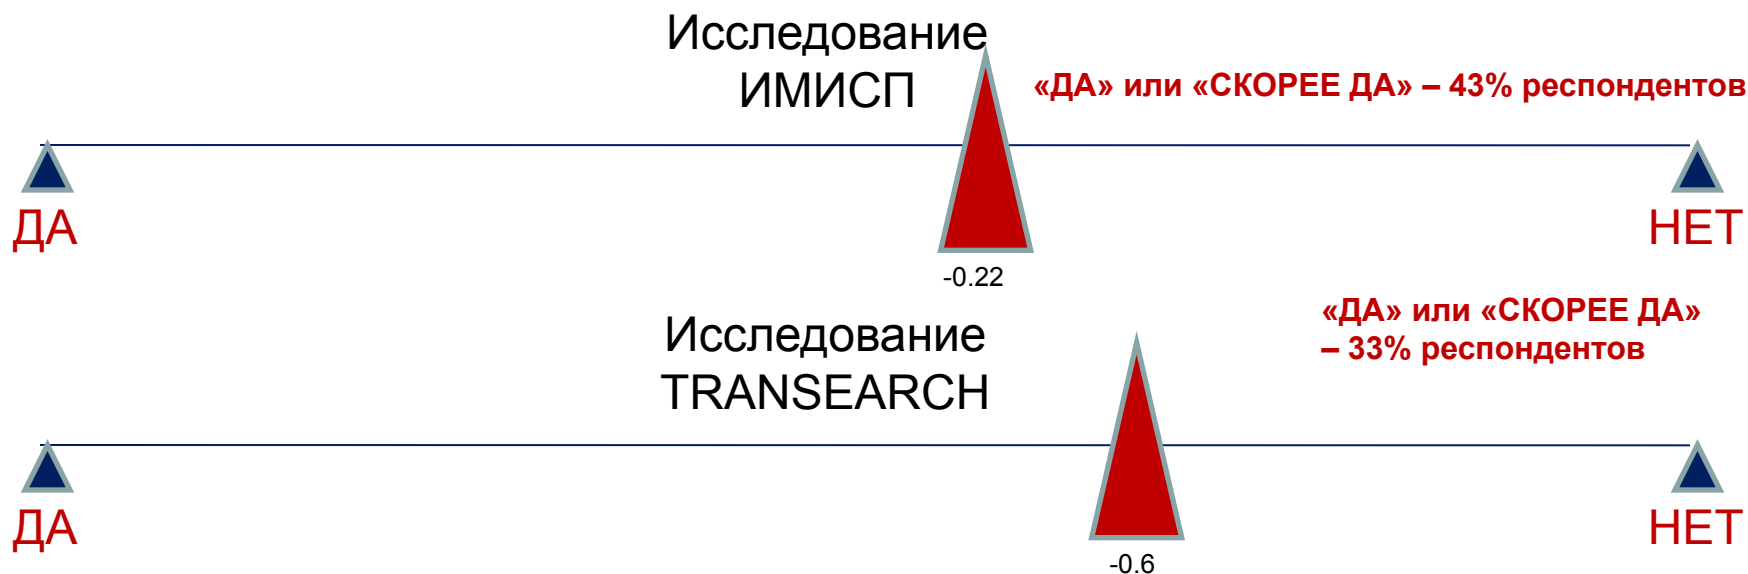 Исследование
ИМИСП
«ДА» или «СКОРЕЕ ДА» – 43% респондентов
ДА
НЕТ
-0.22
Исследование
TRANSEARCH
«ДА» или «СКОРЕЕ ДА»
– 33% респондентов
ДА
НЕТ
-0.6